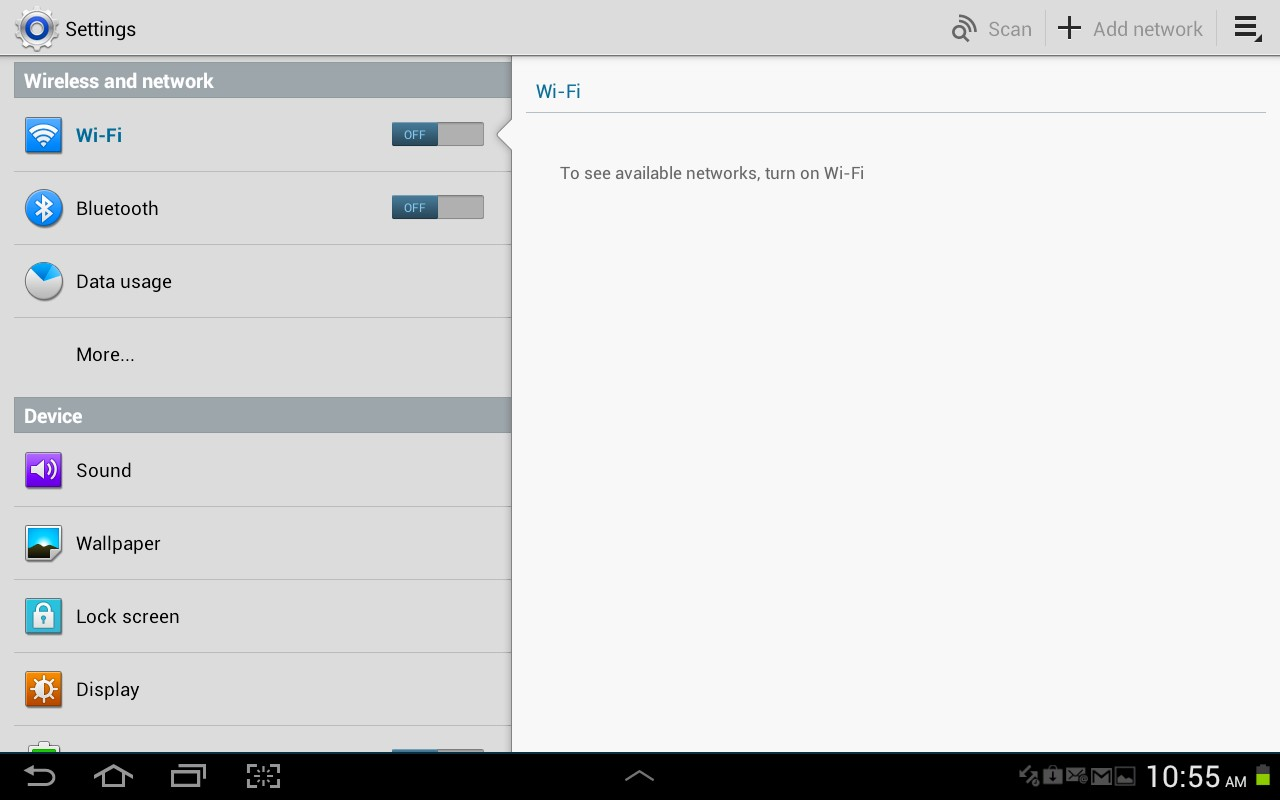 Settings
Scan
Add network
Wireless and network
Wi-Fi
OFF
Bluetooth
OFF
Data usage
More...
Device
Sound
Wallpaper
Lock screen
Display
Wi-Fi
To see available networks, turn on Wi-Fi
10:55 AM